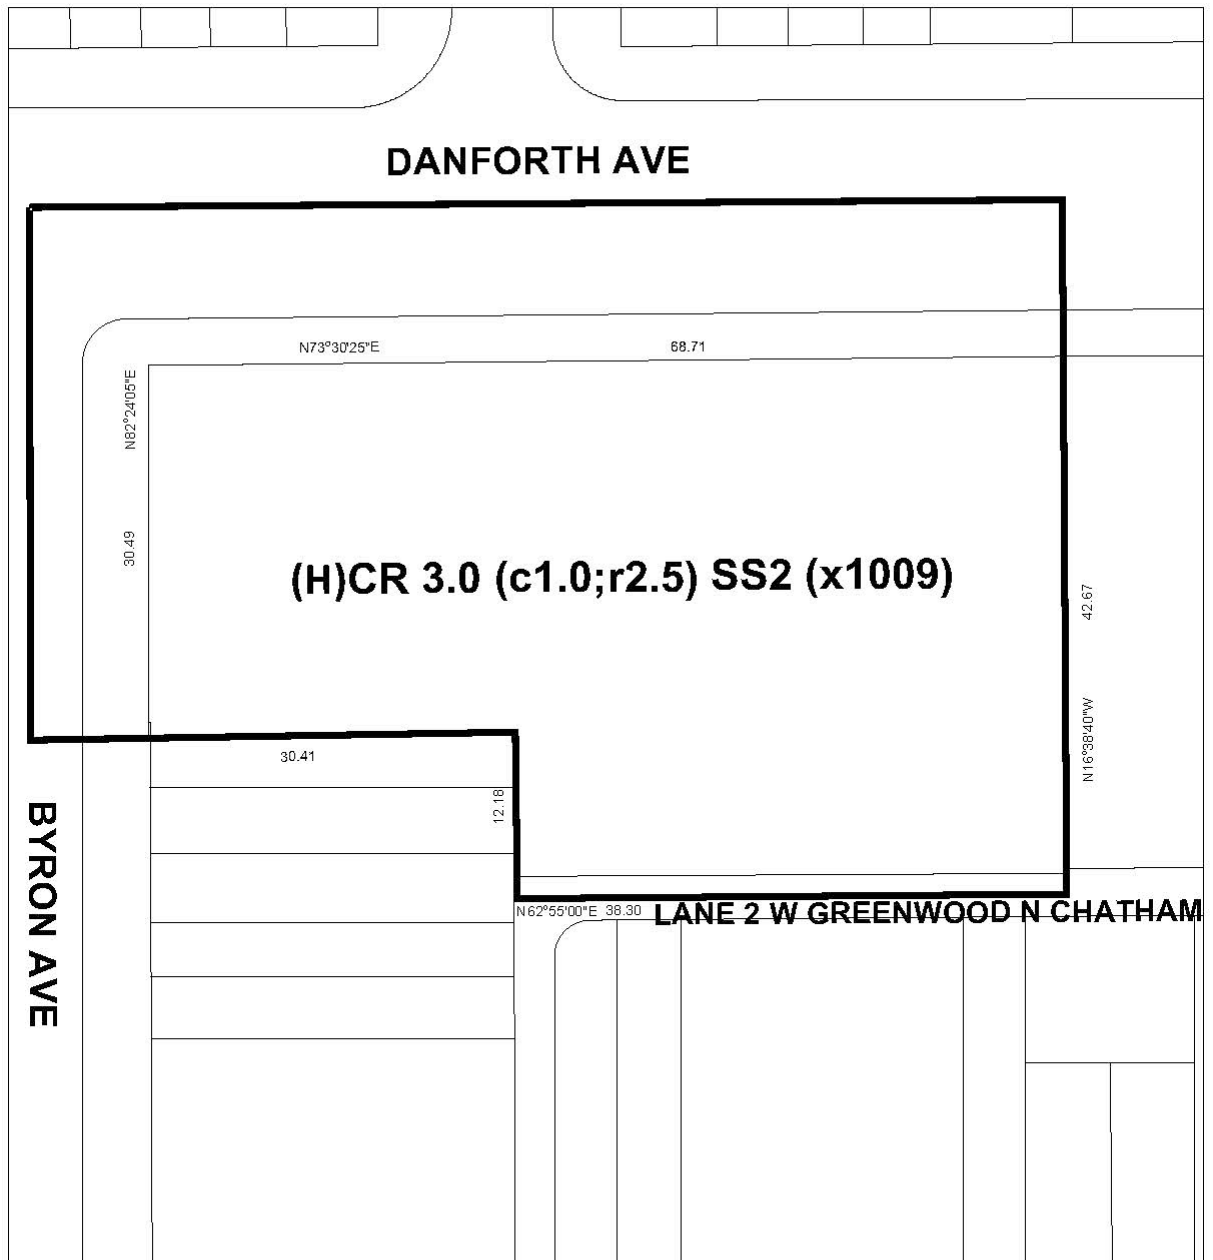 DANFORTH AVE
N73°30'25"E
68.71
N82°24'05"E
30.49
(H)CR 3.0 (c1.0;r2.5) SS2 (x1009)
42.67
N16°38'40"W
30.41
12.18
BYRON AVE
N62°55'00"E 38.30
LANE 2 W GREENWOOD N CHATHAM